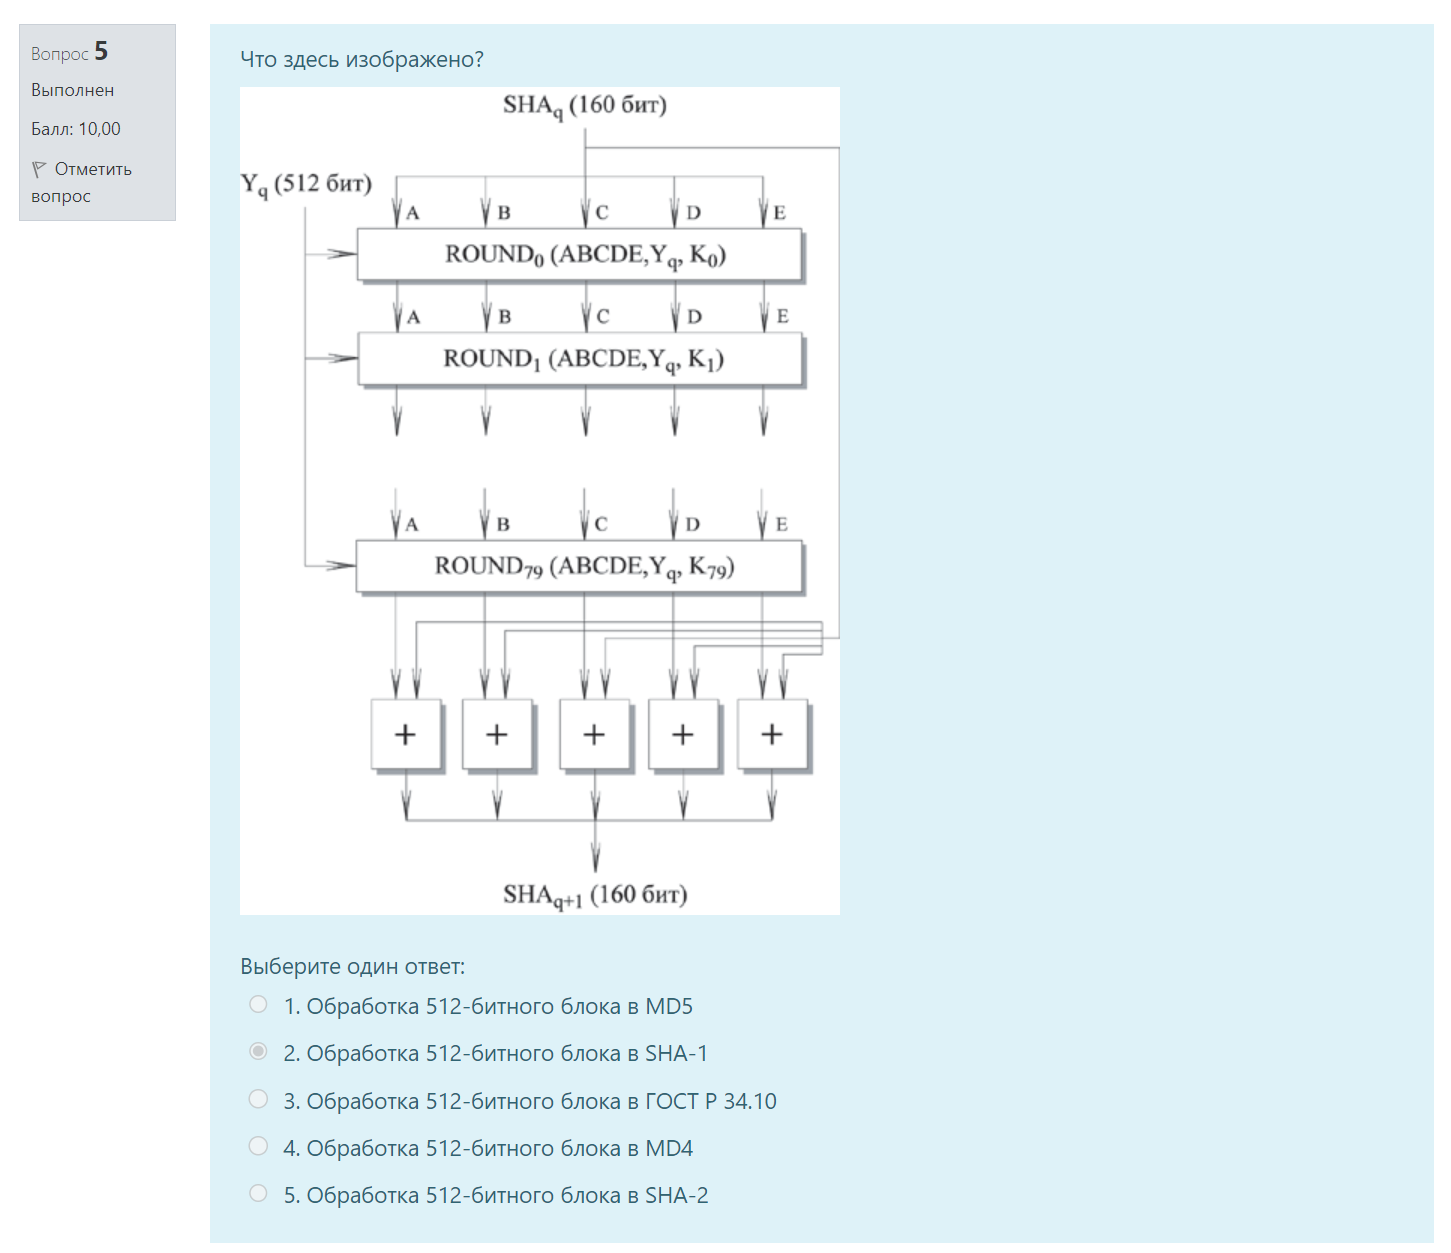 Вопрос 5
Выполнен
Балл: 10,00
Отметить
вопрос
Что здесь изображено?
SHAq (160 бит)
Yq (512 бит)
A B C D E
ROUND0 (ABCDE,Yq, K0)
A B C D E
ROUND1 (ABCDE,Yq, K1)
A B C D E
ROUND79 (ABCDE,Yq, K79)
+ + + + +
SHAq+1 (160 бит)
Выберите один ответ:
1. Обработка 512-битного блока в MD5
2. Обработка 512-битного блока в SHA-1
3. Обработка 512-битного блока в ГОСТ Р 34.10
4. Обработка 512-битного блока в MD4
5. Обработка 512-битного блока в SHA-2